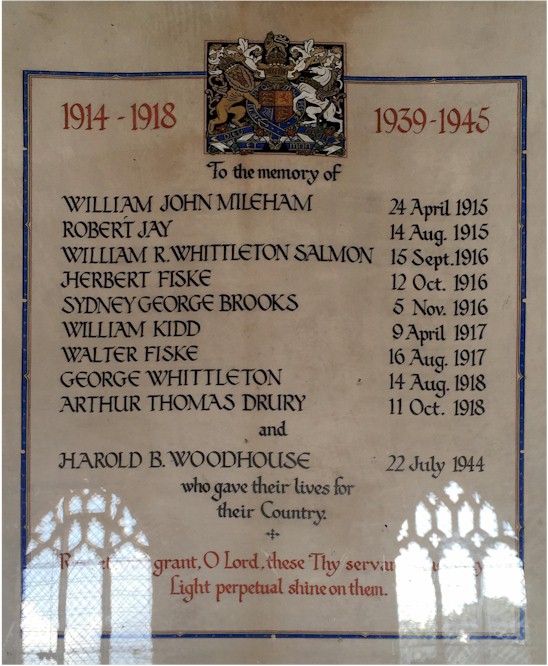 1914 - 1918 1939-1945
To the memory of
WILLIAM JOHN MILEHAM 24 April 1915
ROBERT JAY 14 Aug. 1915
WILLIAM R. WHITTLETON SALMON 15 Sept. 1916
HERBERT FISKE 12 Oct. 1916
SYDNEY GEORGE BROOKS 5 Nov. 1916
WILLIAM KIDD 9 April 1917
WALTER FISKE 16 Aug. 1917
GEORGE WHITTLETON 14 Aug. 1918
ARTHUR THOMAS DRURY 11 Oct. 1918
and
HAROLD B. WOODHOUSE 22 July 1944
who gave their lives for
their Country.
grant, O Lord, these Thy
Light perpetual shine on them.